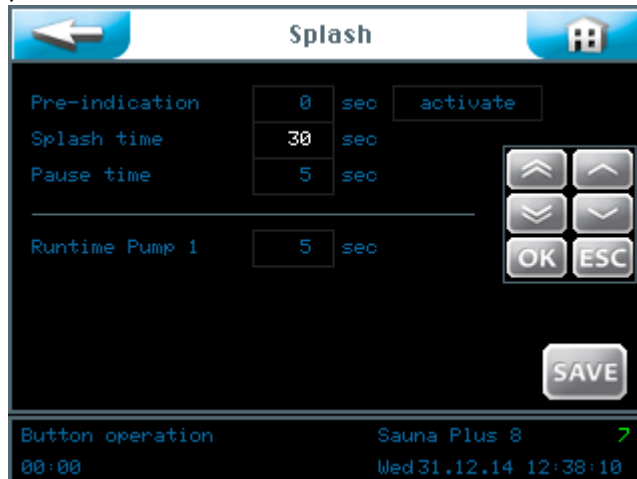 Splash
Pre-indication 0 sec activate
Splash time 30 sec
Pause time 5 sec
Runtime Pump 1 5 sec
OK ESC
SAVE
Button operation Sauna Plus 8 7
00:00 Wed 31.12.14 12:38:10